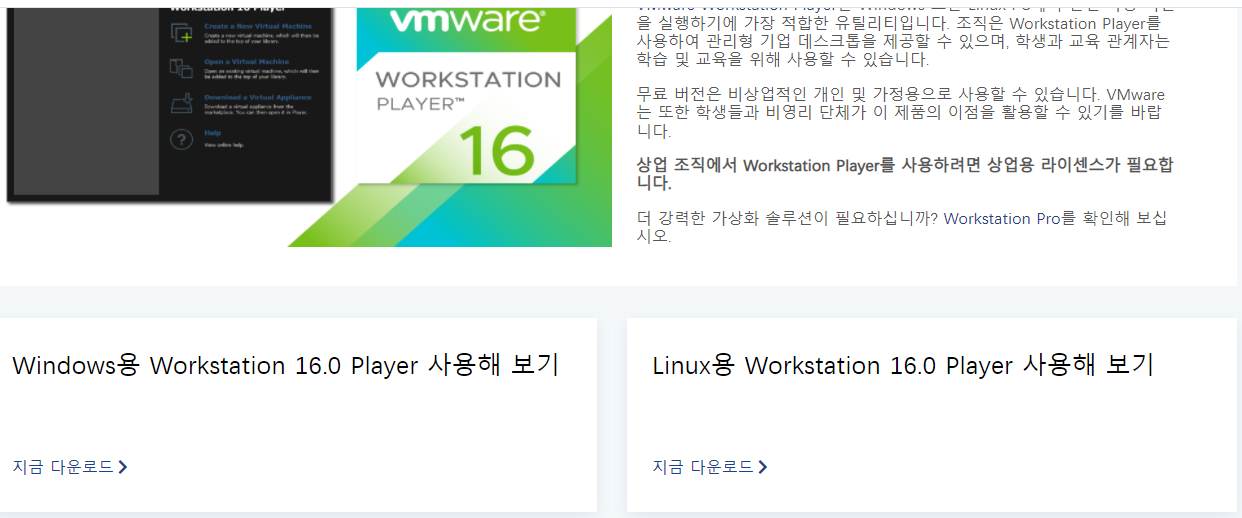 Workstation 16 Player
Create a New Virtual Machine
Create a new virtual machine, which will then be
added to the top of your library.
Open a Virtual Machine
Open an existing virtual machine, which will then
be added to the top of your library.
Download a Virtual Appliance
Download a virtual appliance from the
marketplace. You can then open it in Player.
Help
View online help.
vmware®
WORKSTATION
PLAYER™
16
을 실행하기에 가장 적합한 유틸리티입니다. 조직은 Workstation Player를
사용하여 관리형 기업 데스크톱을 제공할 수 있으며, 학생과 교육 관계자는
학습 및 교육을 위해 사용할 수 있습니다.
무료 버전은 비상업적인 개인 및 가정용으로 사용할 수 있습니다. VMware
는 또한 학생들과 비영리 단체가 이 제품의 이점을 활용할 수 있기를 바랍
니다.
상업 조직에서 Workstation Player를 사용하려면 상업용 라이센스가 필요합
니다.
더 강력한 가상화 솔루션이 필요하십니까? Workstation Pro를 확인해 보십
시오.
Windows용 Workstation 16.0 Player 사용해 보기
지금 다운로드
Linux용 Workstation 16.0 Player 사용해 보기
지금 다운로드